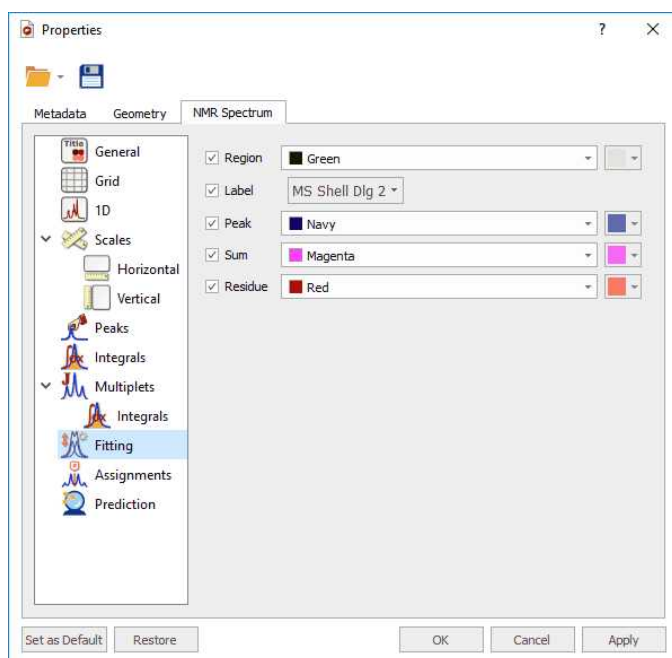 Properties
?
Metadata
Geometry
NMR Spectrum
Title
General
Grid
1D
Scales
Horizontal
Vertical
Peaks
Integrals
Multiplets
Integrals
Fitting
Assignments
Prediction
Region
Green
Label
MS Shell Dlg 2
Peak
Navy
Sum
Magenta
Residue
Red
Set as Default
Restore
OK
Cancel
Apply